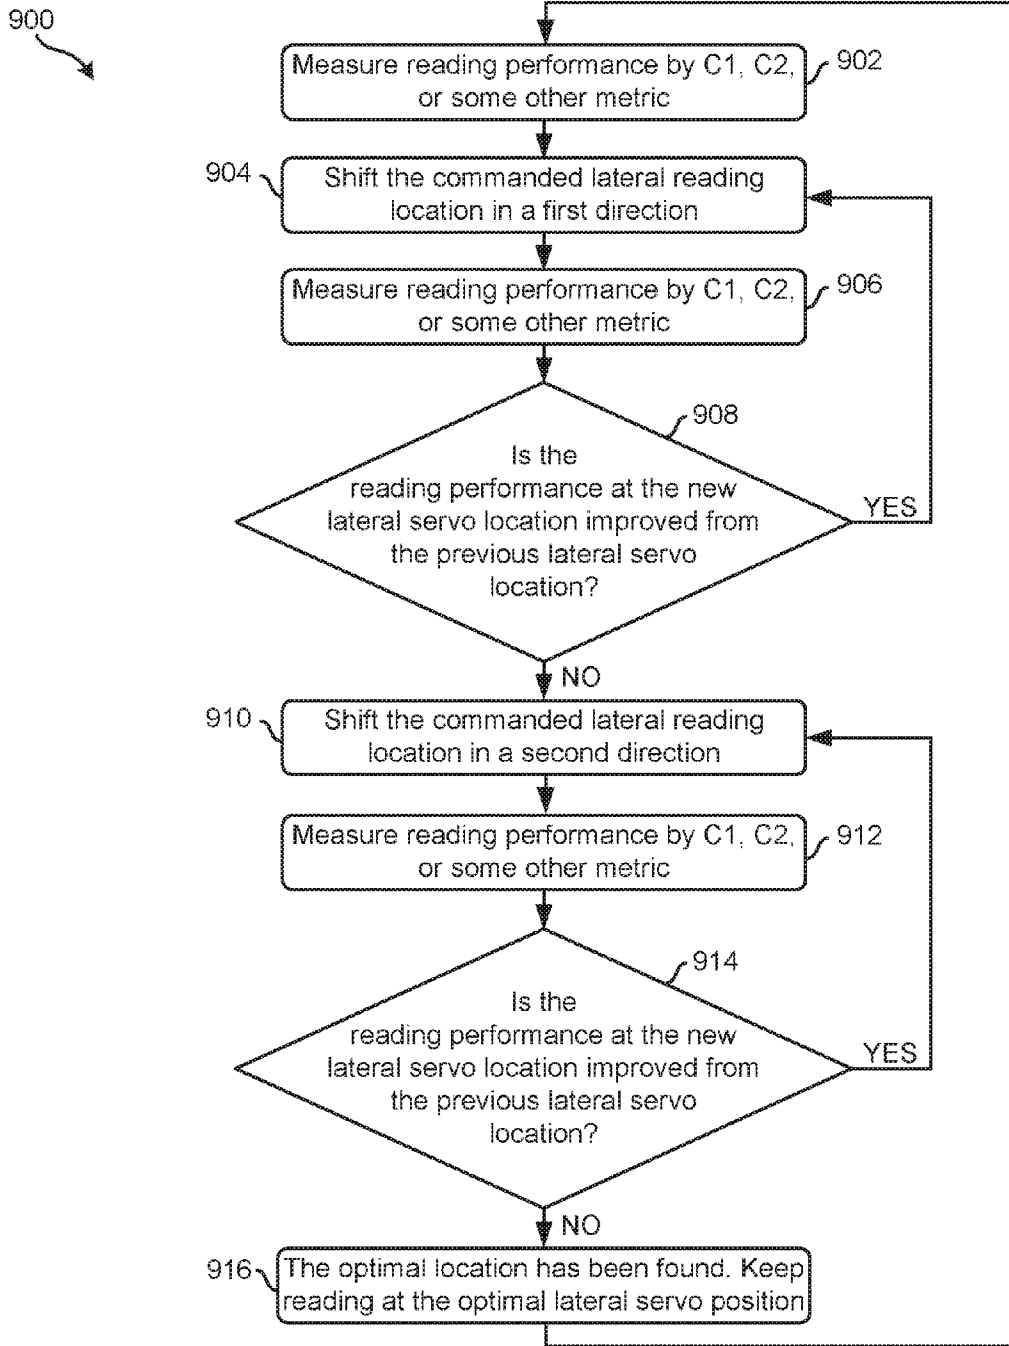 900
Measure reading performance by C1, C2,
or some other metric
902
904
Shift the commanded lateral reading
location in a first direction
Measure reading performance by C1, C2,
or some other metric
906
908
Is the
reading performance at the new
lateral servo location improved from
the previous lateral servo
location?
YES
NO
910
Shift the commanded lateral reading
location in a second direction
Measure reading performance by C1, C2,
or some other metric
912
914
Is the
reading performance at the new
lateral servo location improved from
the previous lateral servo
location?
YES
NO
916
The optimal location has been found. Keep
reading at the optimal lateral servo position